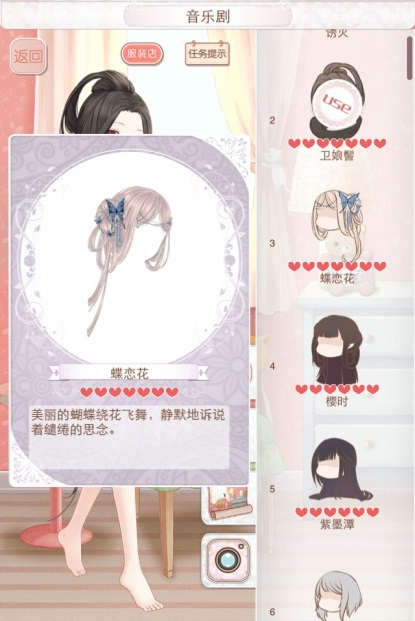 音乐剧
返回
服装店
任务提示
诱火
2
use
卫娘髻
3
蝶恋花
4
樱时
5
紫墨潭
6
蝶恋花
美丽的蝴蝶绕花飞舞，静默地诉说
着缱绻的思念。